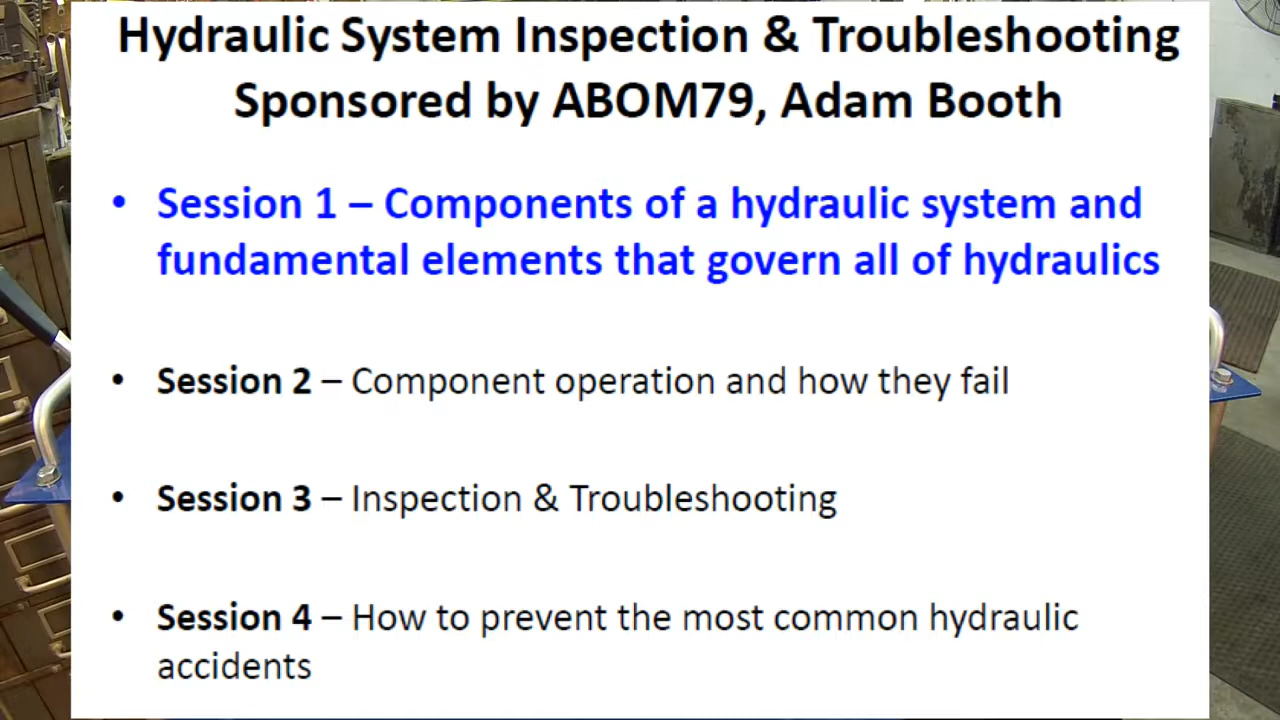 Hydraulic System Inspection & Troubleshooting
Sponsored by ABOM79, Adam Booth
• Session 1 – Components of a hydraulic system and
fundamental elements that govern all of hydraulics
• Session 2 – Component operation and how they fail
• Session 3 – Inspection & Troubleshooting
• Session 4 – How to prevent the most common hydraulic
accidents